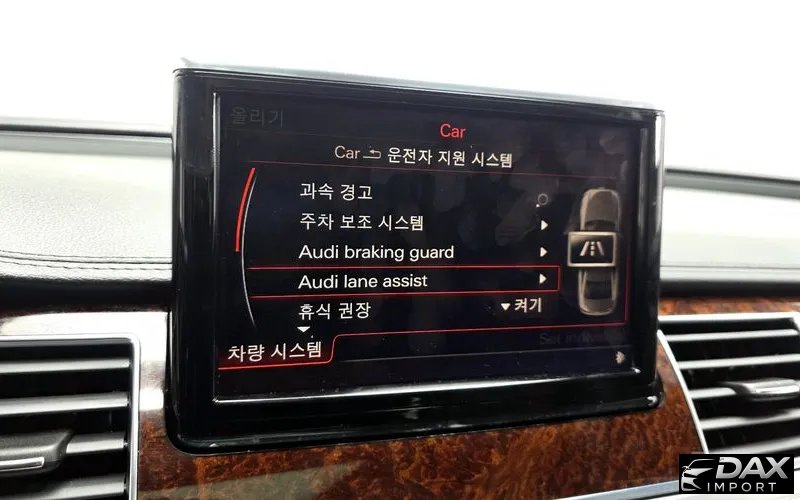 올리기
Car
Car 운전자 지원 시스템
과속 경고
주차 보조 시스템
Audi braking guard
Audi lane assist
휴식 권장 켜기
차량 시스템
DAX
IMPORT